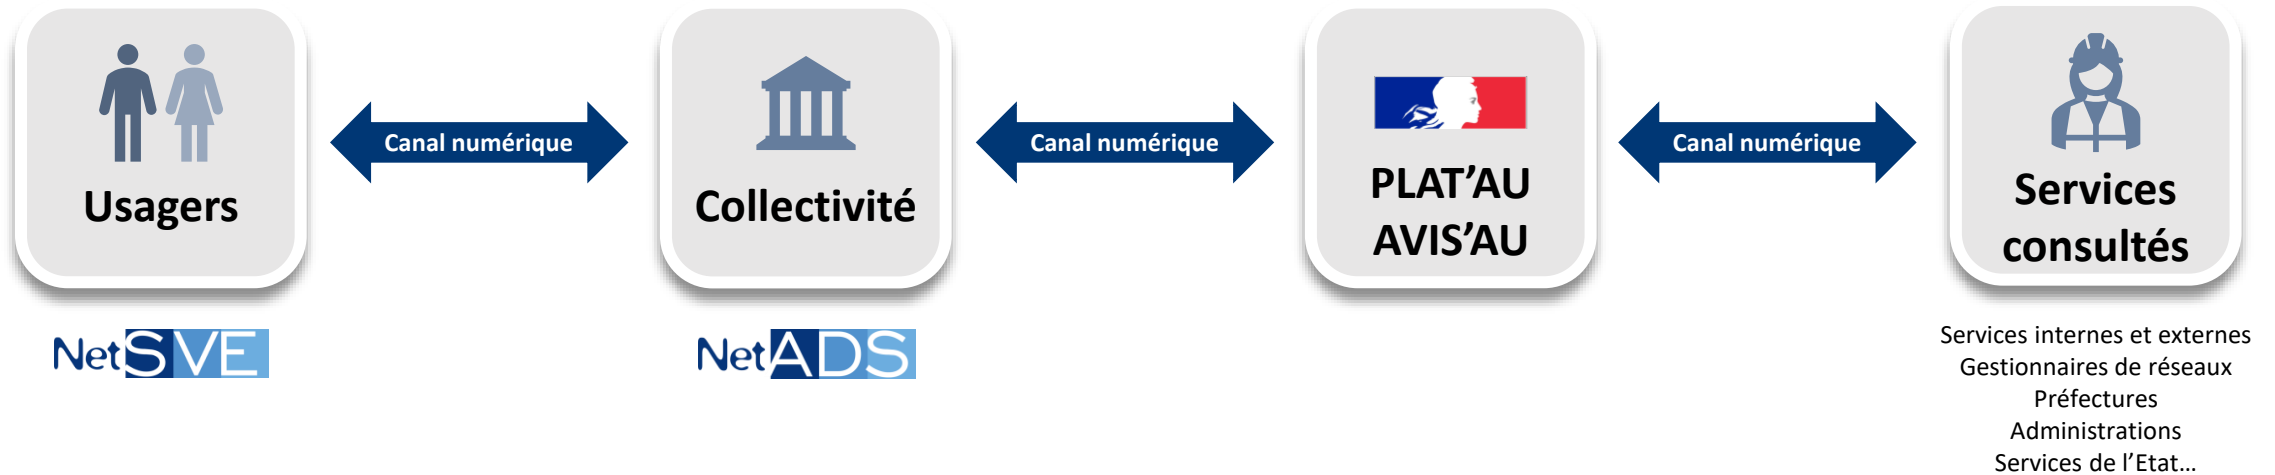 Usagers
NetSVE
Canal numérique
Collectivité
NetADS
Canal numérique
PLAT’AU
AVIS’AU
Canal numérique
Services
consultés
Services internes et externes
Gestionnaires de réseaux
Préfectures
Administrations
Services de l’Etat…